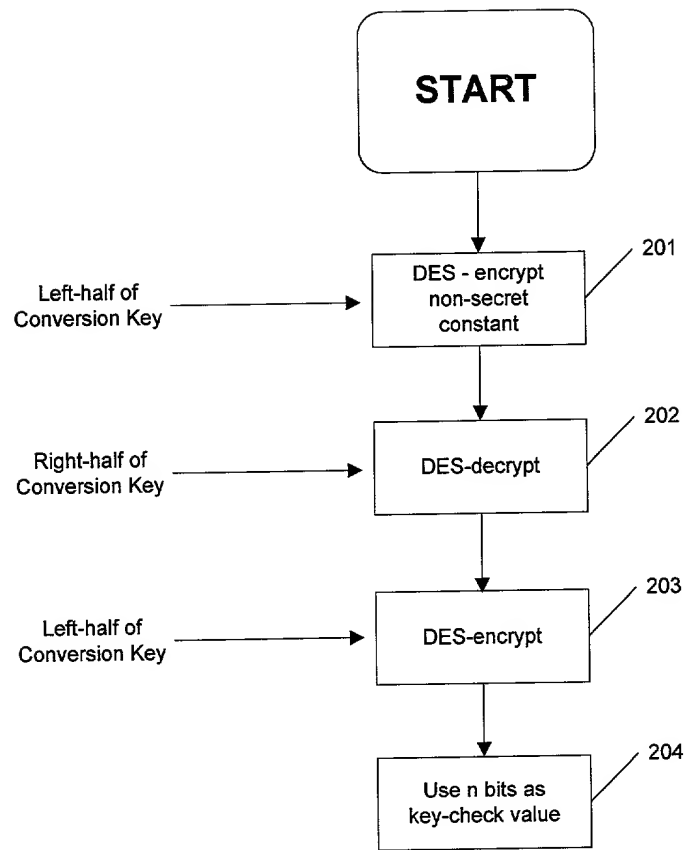 START
201
DES - encrypt
non-secret
constant
Left-half of
Conversion Key
202
DES-decrypt
Right-half of
Conversion Key
203
DES-encrypt
Left-half of
Conversion Key
204
Use n bits as
key-check value